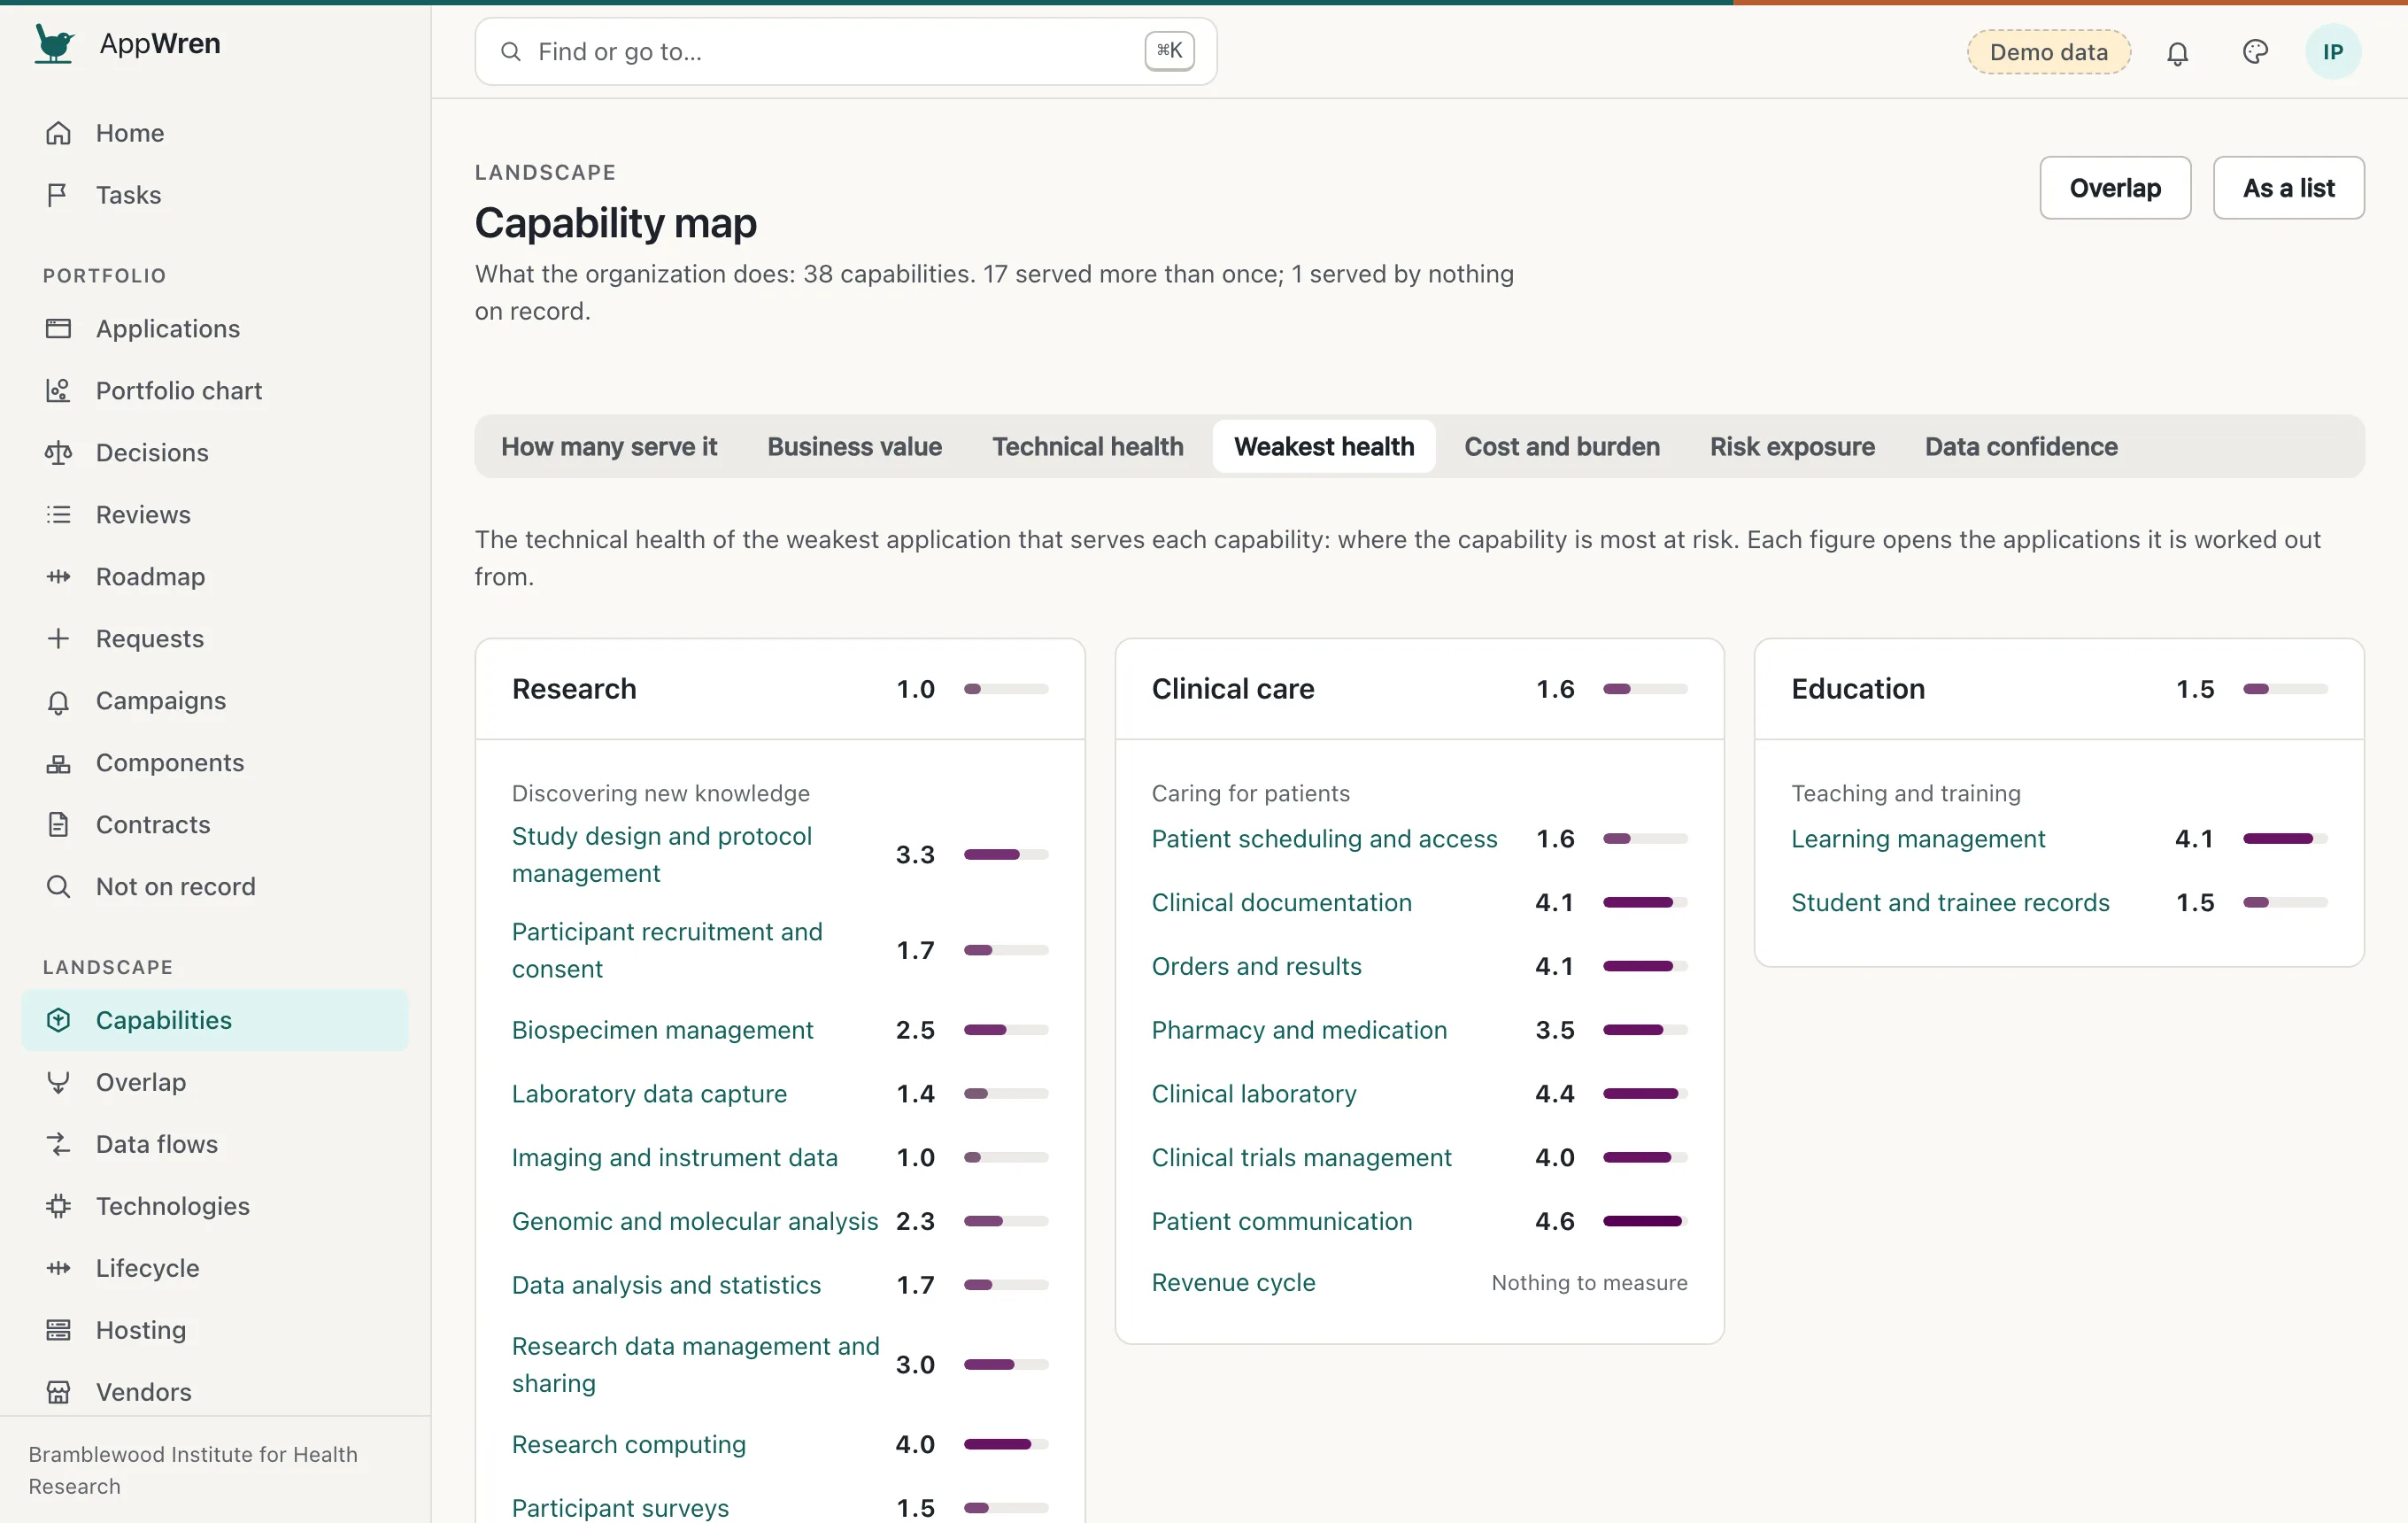 AppWren
Find or go to...
⌘K
Demo data
IP
Home
Tasks
PORTFOLIO
Applications
Portfolio chart
Decisions
Reviews
Roadmap
Requests
Campaigns
Components
Contracts
Not on record
LANDSCAPE
Capabilities
Overlap
Data flows
Technologies
Lifecycle
Hosting
Vendors
Bramblewood Institute for Health
Research
LANDSCAPE
Capability map
What the organization does: 38 capabilities. 17 served more than once; 1 served by nothing
on record.
Overlap
As a list
How many serve it
Business value
Technical health
Weakest health
Cost and burden
Risk exposure
Data confidence
The technical health of the weakest application that serves each capability: where the capability is most at risk. Each figure opens the applications it is worked out
from.
Research 1.0
Discovering new knowledge
Study design and protocol
management
3.3
Participant recruitment and
consent
1.7
Biospecimen management 2.5
Laboratory data capture 1.4
Imaging and instrument data 1.0
Genomic and molecular analysis 2.3
Data analysis and statistics 1.7
Research data management and
sharing
3.0
Research computing 4.0
Participant surveys 1.5
Clinical care 1.6
Caring for patients
Patient scheduling and access 1.6
Clinical documentation 4.1
Orders and results 4.1
Pharmacy and medication 3.5
Clinical laboratory 4.4
Clinical trials management 4.0
Patient communication 4.6
Revenue cycle Nothing to measure
Education 1.5
Teaching and training
Learning management 4.1
Student and trainee records 1.5